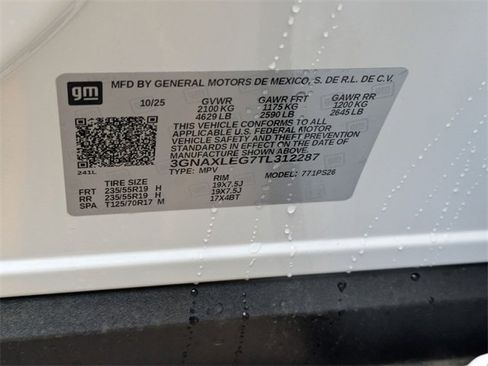 gm MFD BY GENERAL MOTORS DE MEXICO, S. DE R.L. DE C.V.
10/25 GVWR GAWR FRT GAWR RR
2100 KG 1175 KG 1200 KG
4629 LB 2590 LB 2645 LB
THIS VEHICLE CONFORMS TO ALL
APPLICABLE U.S. FEDERAL MOTOR
VEHICLE SAFETY AND THEFT PREVENTION
STANDARDS IN EFFECT ON THE DATE OF
MANUFACTURE SHOWN ABOVE.
3GNAXLEG7TL312287
241L TYPE: MPV MODEL: 771PS26
TIRE SIZE RIM
FRT 235/55R19 H 19X7.5J
RR 235/55R19 H 19X7.5J
SPA T125/70R17 M 17X4BT